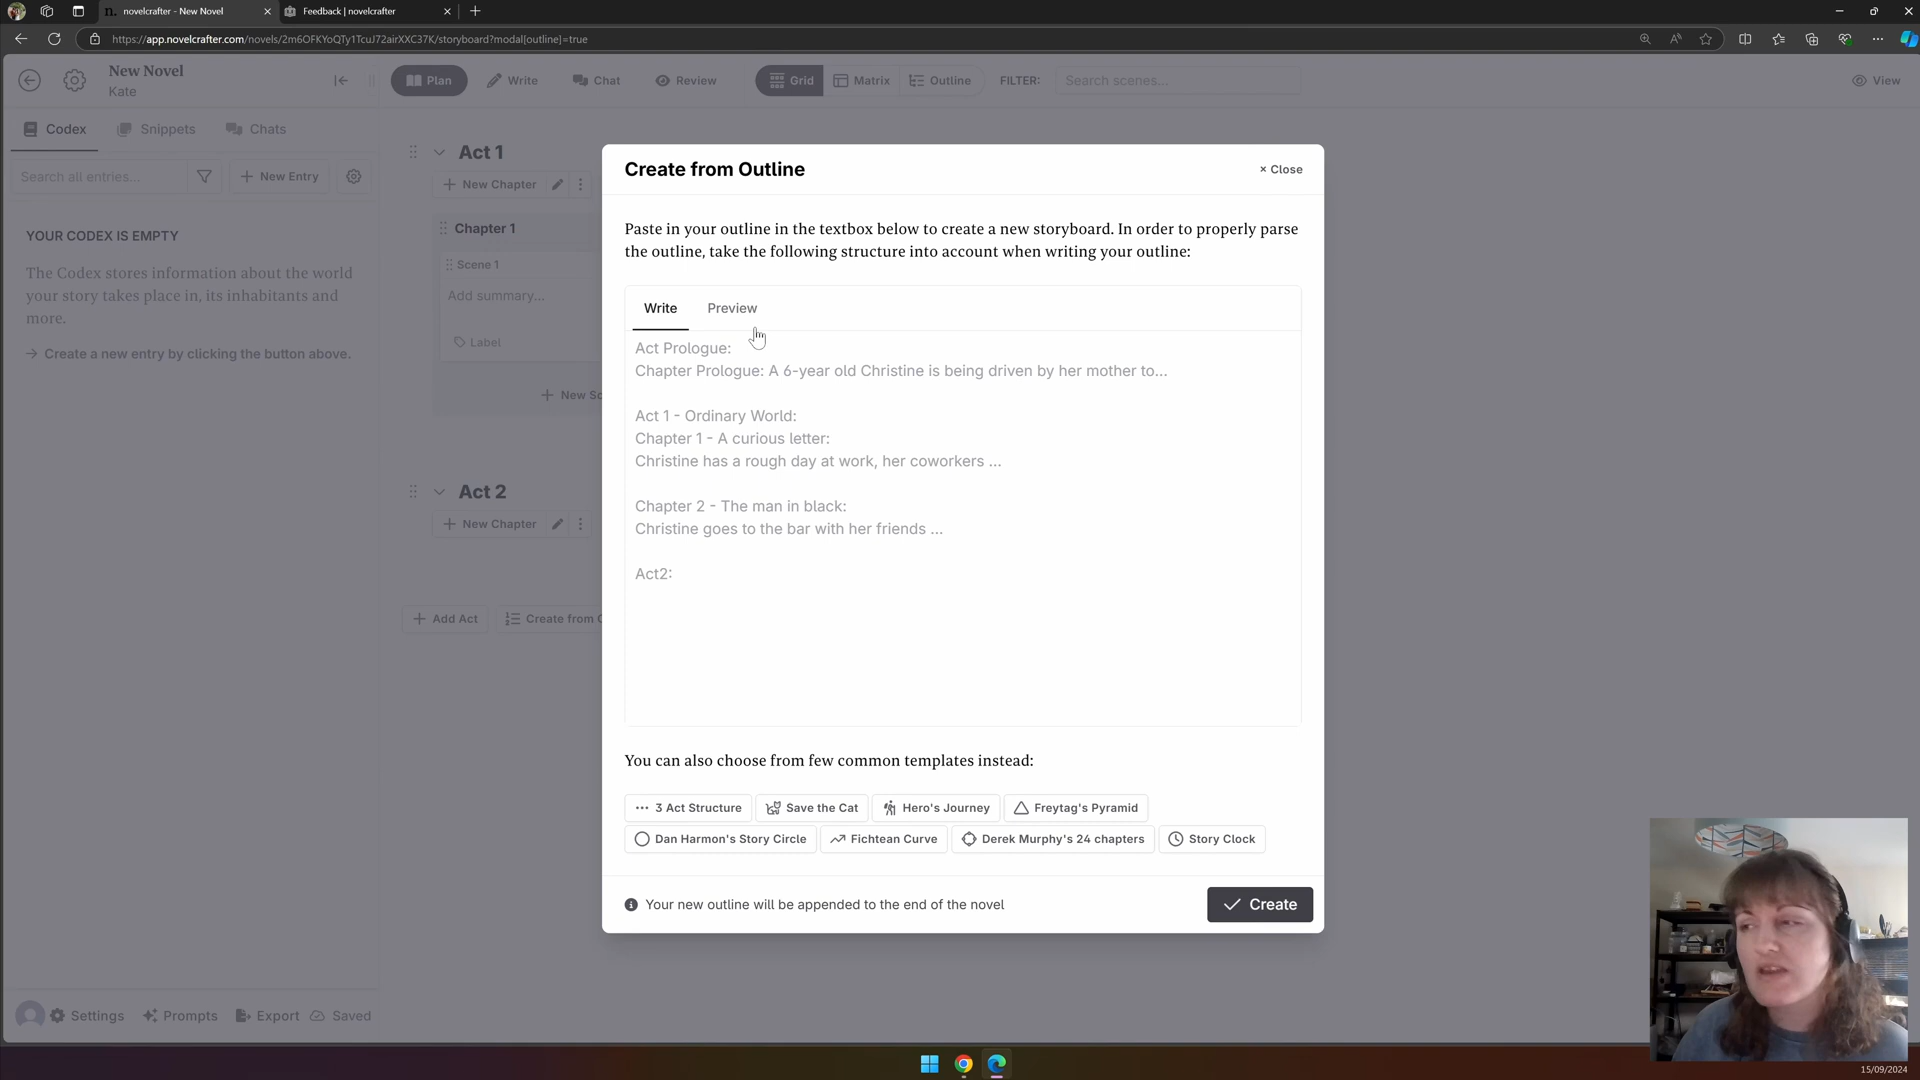 novelcrafter - New Novel
Feedback | novelcrafter
https://app.novelcrafter.com/novels/2m6OFKYoQTy1TcuJ72airXXC37K/storyboard?modal[outline]=true
New Novel
Kate
Plan
Write
Chat
Review
Grid
Matrix
Outline
FILTER:
Search scenes...
View
Codex
Snippets
Chats
Search all entries...
New Entry
YOUR CODEX IS EMPTY
The Codex stores information about the world
your story takes place in, its inhabitants and
more.
→ Create a new entry by clicking the button above.
Act 1
New Chapter
Chapter 1
Scene 1
Add summary...
Label
New Sc
Act 2
New Chapter
Add Act
Create from O
Create from Outline
× Close
Paste in your outline in the textbox below to create a new storyboard. In order to properly parse
the outline, take the following structure into account when writing your outline:
Write
Preview
Act Prologue:
Chapter Prologue: A 6-year old Christine is being driven by her mother to...
Act 1 - Ordinary World:
Chapter 1 - A curious letter:
Christine has a rough day at work, her coworkers ...
Chapter 2 - The man in black:
Christine goes to the bar with her friends ...
Act2:
You can also choose from few common templates instead:
3 Act Structure
Save the Cat
Hero's Journey
Freytag's Pyramid
Dan Harmon's Story Circle
Fichtean Curve
Derek Murphy's 24 chapters
Story Clock
Your new outline will be appended to the end of the novel
Create
Settings
Prompts
Export
Saved
15/09/2024